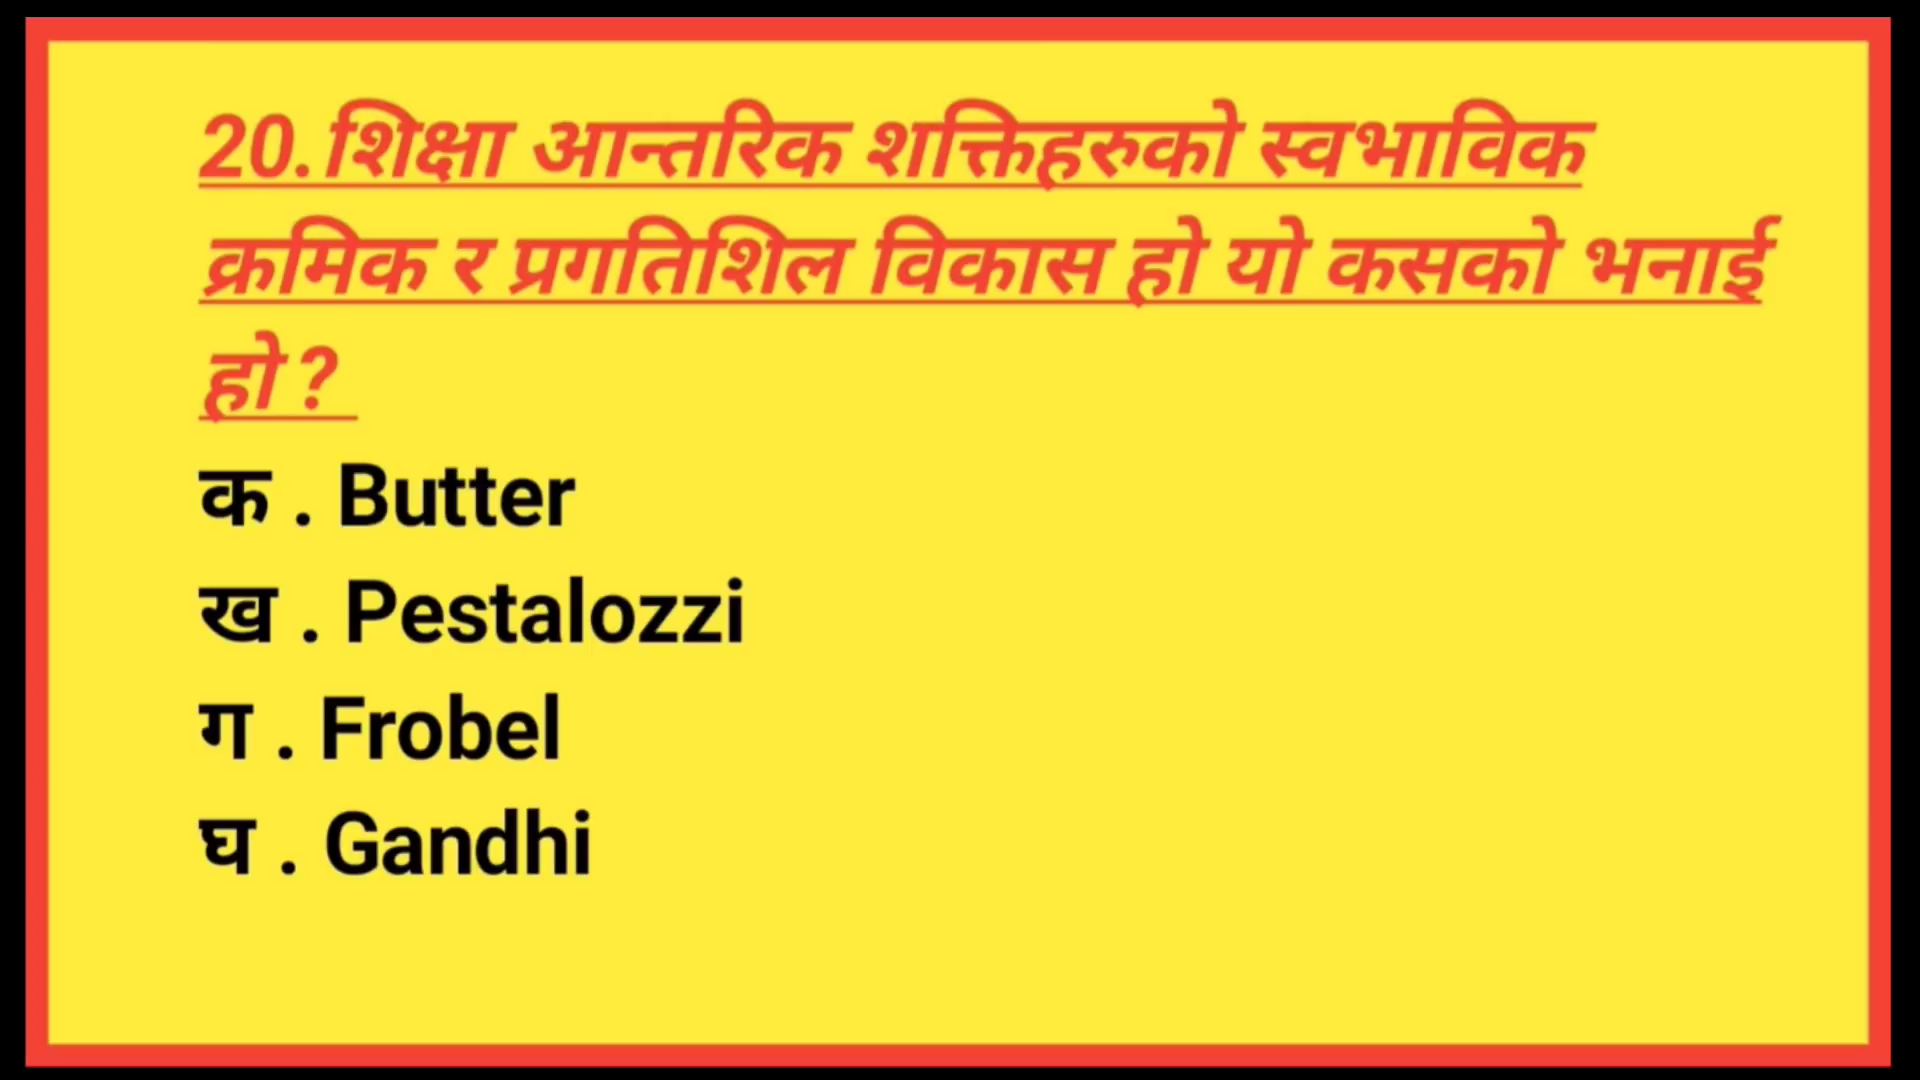 20.शिक्षा आन्तरिक शक्तिहरुको स्वभाविक
क्रमिक र प्रगतिशिल विकास हो यो कसको भनाई
हो ?
क . Butter
ख . Pestalozzi
ग . Frobel
घ . Gandhi